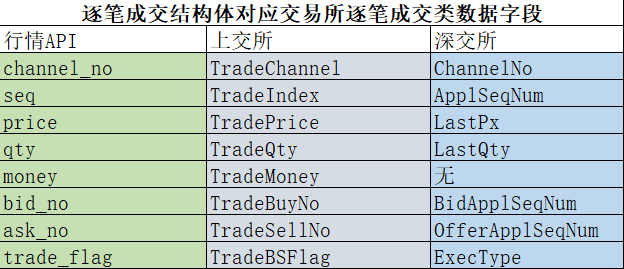 逐笔成交结构体对应交易所逐笔成交类数据字段
行情API 上交所 深交所
channel_no TradeChannel ChannelNo
seq TradeIndex ApplSeqNum
price TradePrice LastPx
qty TradeQty LastQty
money TradeMoney 无
bid_no TradeBuyNo BidApplSeqNum
ask_no TradeSellNo OfferApplSeqNum
trade_flag TradeBSFlag ExecType